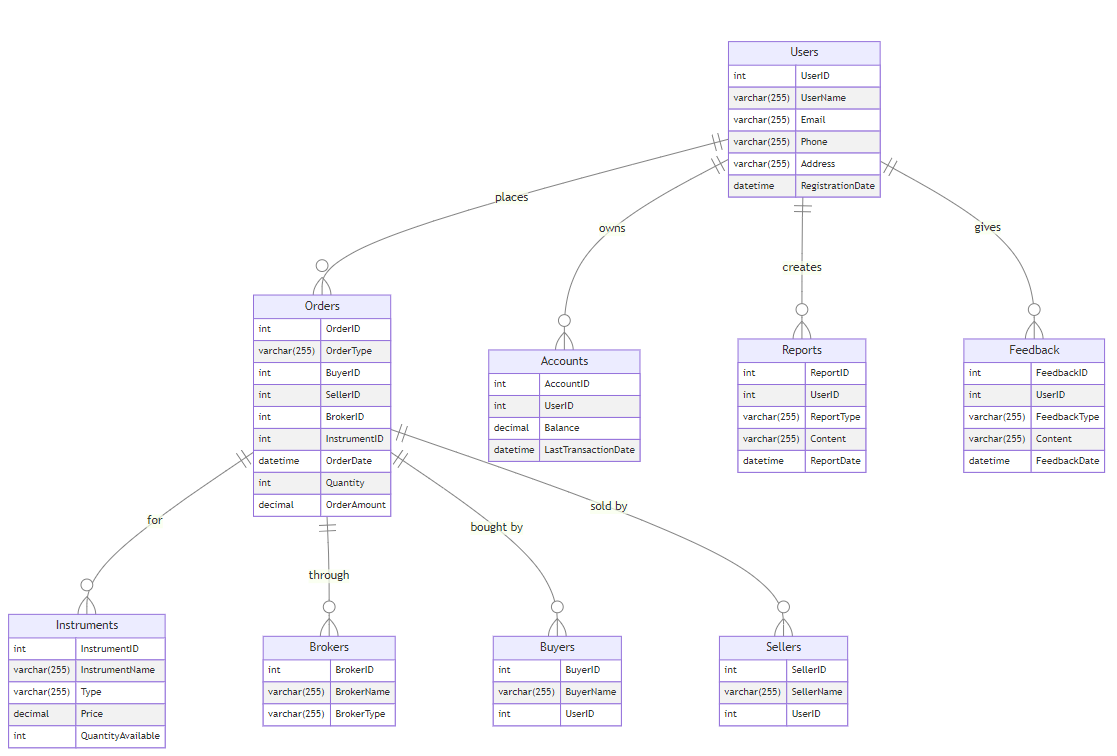 Users
int UserID
varchar(255) UserName
varchar(255) Email
varchar(255) Phone
varchar(255) Address
datetime RegistrationDate
places
owns
creates
gives
Orders
int OrderID
varchar(255) OrderType
int BuyerID
int SellerID
int BrokerID
int InstrumentID
datetime OrderDate
int Quantity
decimal OrderAmount
Accounts
int AccountID
int UserID
decimal Balance
datetime LastTransactionDate
Reports
int ReportID
int UserID
varchar(255) ReportType
varchar(255) Content
datetime ReportDate
Feedback
int FeedbackID
int UserID
varchar(255) FeedbackType
varchar(255) Content
datetime FeedbackDate
for
through
bought by
sold by
Instruments
int InstrumentID
varchar(255) InstrumentName
varchar(255) Type
decimal Price
int QuantityAvailable
Brokers
int BrokerID
varchar(255) BrokerName
varchar(255) BrokerType
Buyers
int BuyerID
varchar(255) BuyerName
int UserID
Sellers
int SellerID
varchar(255) SellerName
int UserID